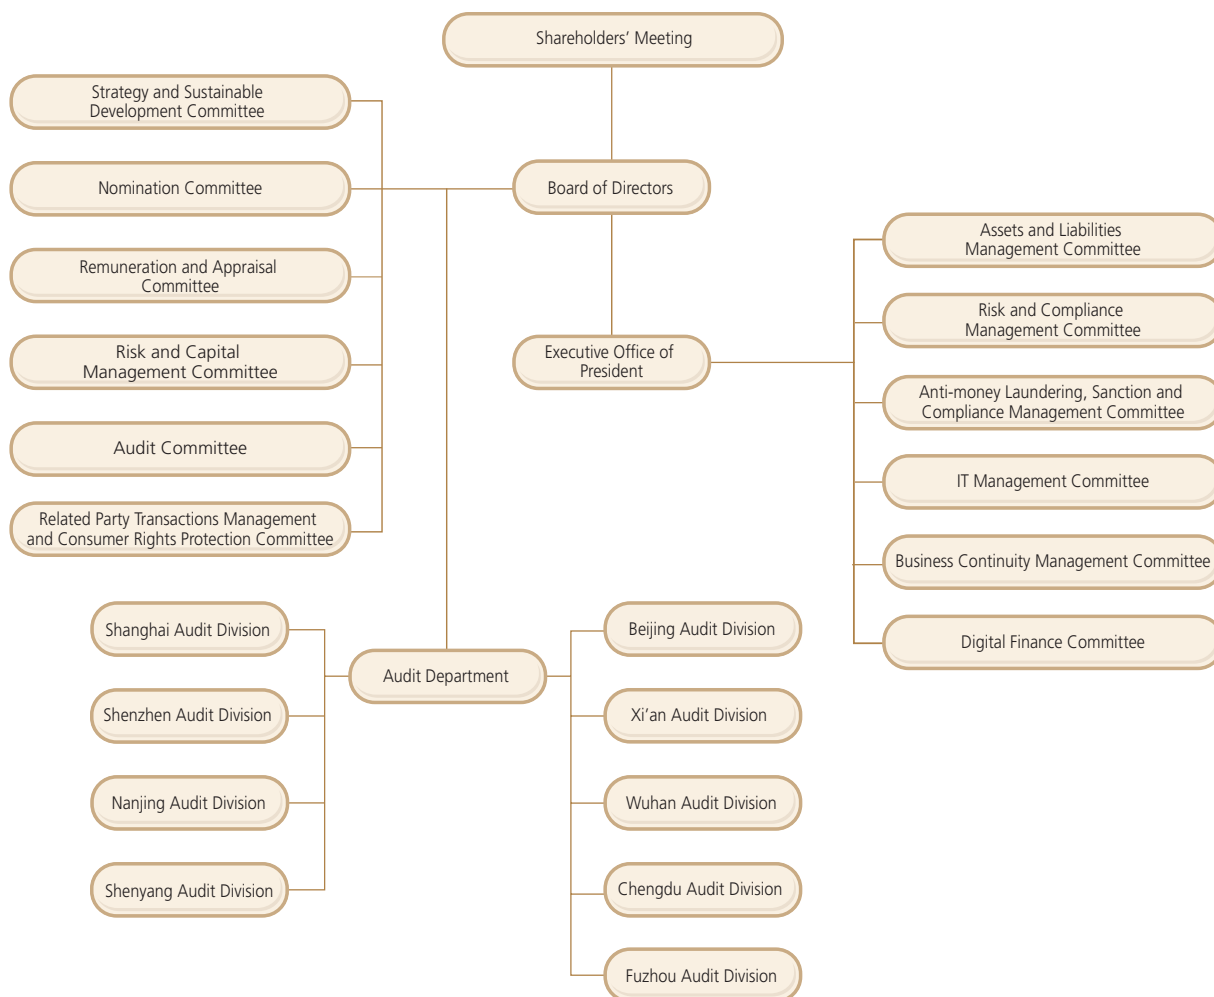 Shareholders’ Meeting
Strategy and Sustainable
Development Committee
Nomination Committee
Board of Directors
Remuneration and Appraisal
Committee
Risk and Capital
Management Committee
Audit Committee
Related Party Transactions Management
and Consumer Rights Protection Committee
Executive Office of
President
Assets and Liabilities
Management Committee
Risk and Compliance
Management Committee
Anti-money Laundering, Sanction and
Compliance Management Committee
IT Management Committee
Business Continuity Management Committee
Digital Finance Committee
Audit Department
Shanghai Audit Division
Shenzhen Audit Division
Nanjing Audit Division
Shenyang Audit Division
Beijing Audit Division
Xi’an Audit Division
Wuhan Audit Division
Chengdu Audit Division
Fuzhou Audit Division